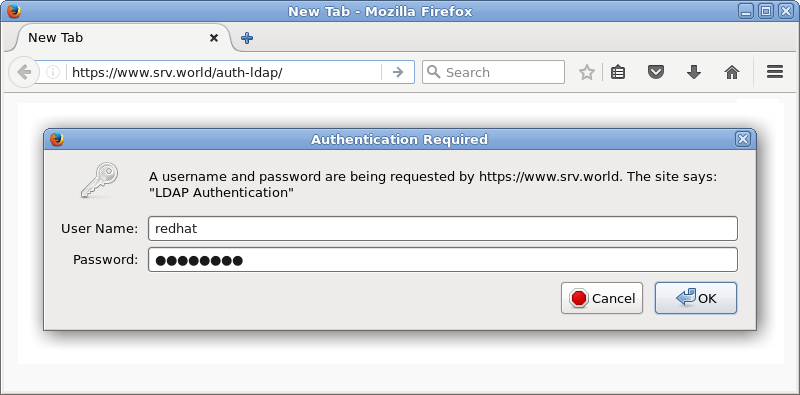 New Tab - Mozilla Firefox
New Tab
https://www.srv.world/auth-ldap/
Search
Authentication Required
A username and password are being requested by https://www.srv.world. The site says:
"LDAP Authentication"
User Name: redhat
Password: ●●●●●●●●
Cancel OK